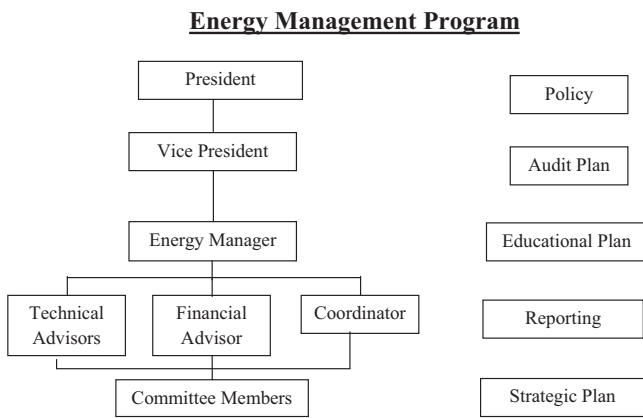 Energy Management Program
President
Policy
Vice President
Audit Plan
Energy Manager
Educational Plan
Technical
Advisors
Financial
Advisor
Coordinator
Reporting
Committee Members
Strategic Plan